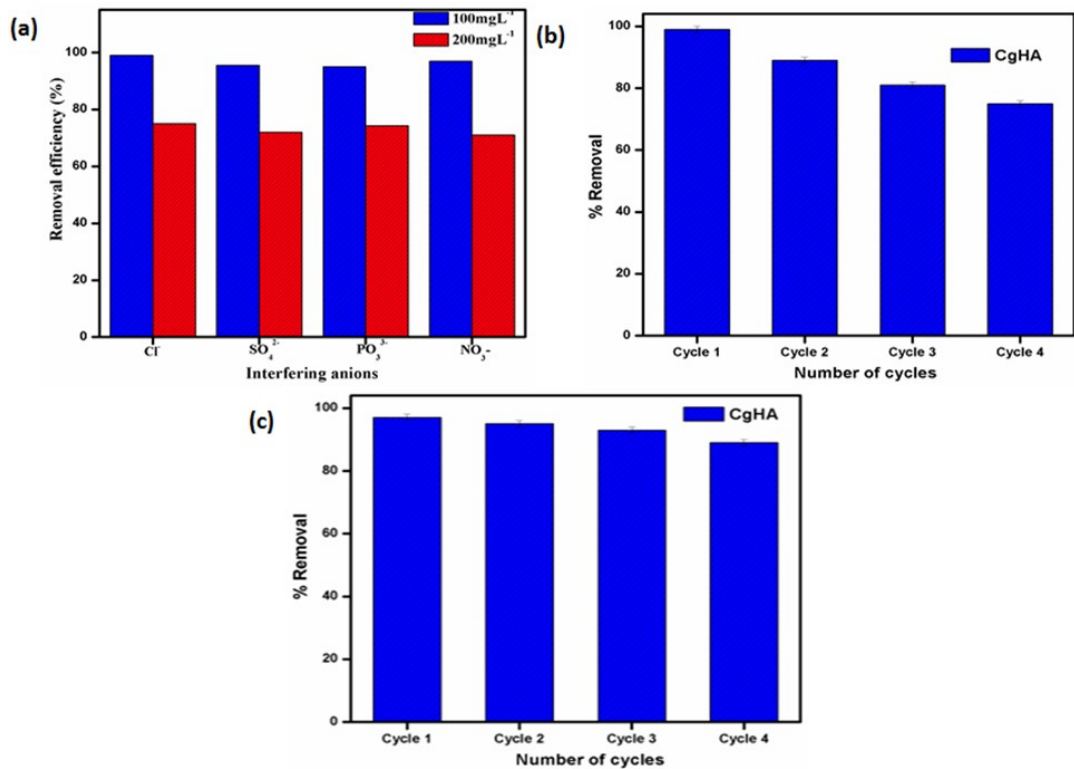 (a)
100mgL⁻¹
200mgL⁻¹
Removal efficiency (%)
100
80
60
40
20
0
Cl⁻
SO₄²⁻
PO₃³⁻
NO₃-
Interfering anions
(b)
CgHA
% Removal
100
80
60
40
20
0
Cycle 1
Cycle 2
Cycle 3
Cycle 4
Number of cycles
(c)
CgHA
% Removal
100
80
60
40
20
0
Cycle 1
Cycle 2
Cycle 3
Cycle 4
Number of cycles